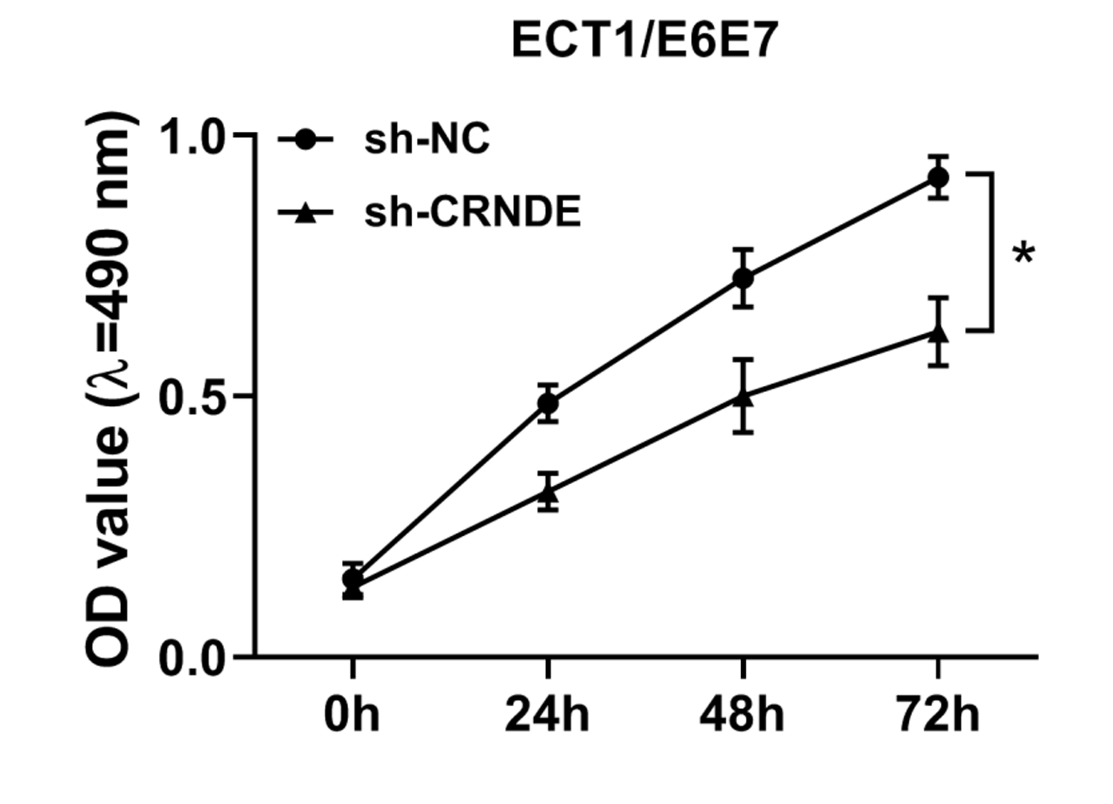 ECT1/E6E7
OD value (λ=490 nm)
1.0
0.5
0.0
sh-NC
sh-CRNDE
*
0h 24h 48h 72h